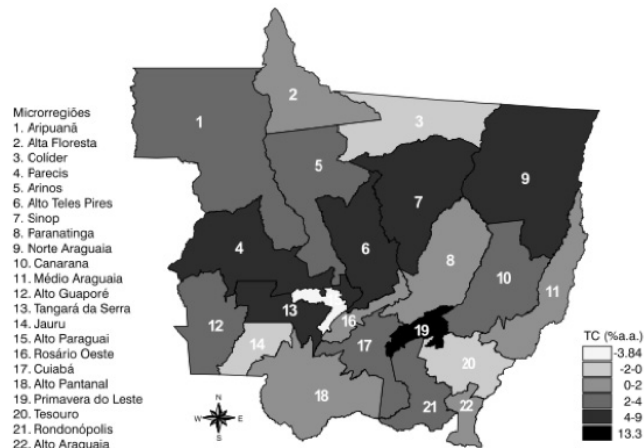 Microrregiões
1. Aripuanã
2. Alta Floresta
3. Colíder
4. Parecis
5. Arinos
6. Alto Teles Pires
7. Sinop
8. Paranatinga
9. Norte Araguaia
10. Canarana
11. Médio Araguaia
12. Alto Guaporé
13. Tangará da Serra
14. Jauru
15. Alto Paraguai
16. Rosário Oeste
17. Cuiabá
18. Alto Pantanal
19. Primavera do Leste
20. Tesouro
21. Rondonópolis
22. Alto Araguaia
2
1
3
5
9
7
4
6
8
10
11
13
16
19
12
14
17
20
18
21
22
N
W E
S
TC (%a.a.)
-3.84
-2-0
0-2
2-4
4-9
13.3